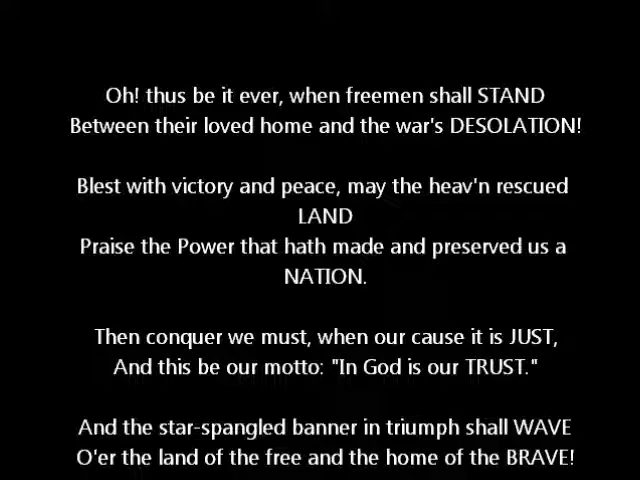 Oh! thus be it ever, when freemen shall STAND
Between their loved home and the war's DESOLATION!
Blest with victory and peace, may the heav'n rescued
LAND
Praise the Power that hath made and preserved us a
NATION.
Then conquer we must, when our cause it is JUST,
And this be our motto: "In God is our TRUST."
And the star-spangled banner in triumph shall WAVE
O'er the land of the free and the home of the BRAVE!